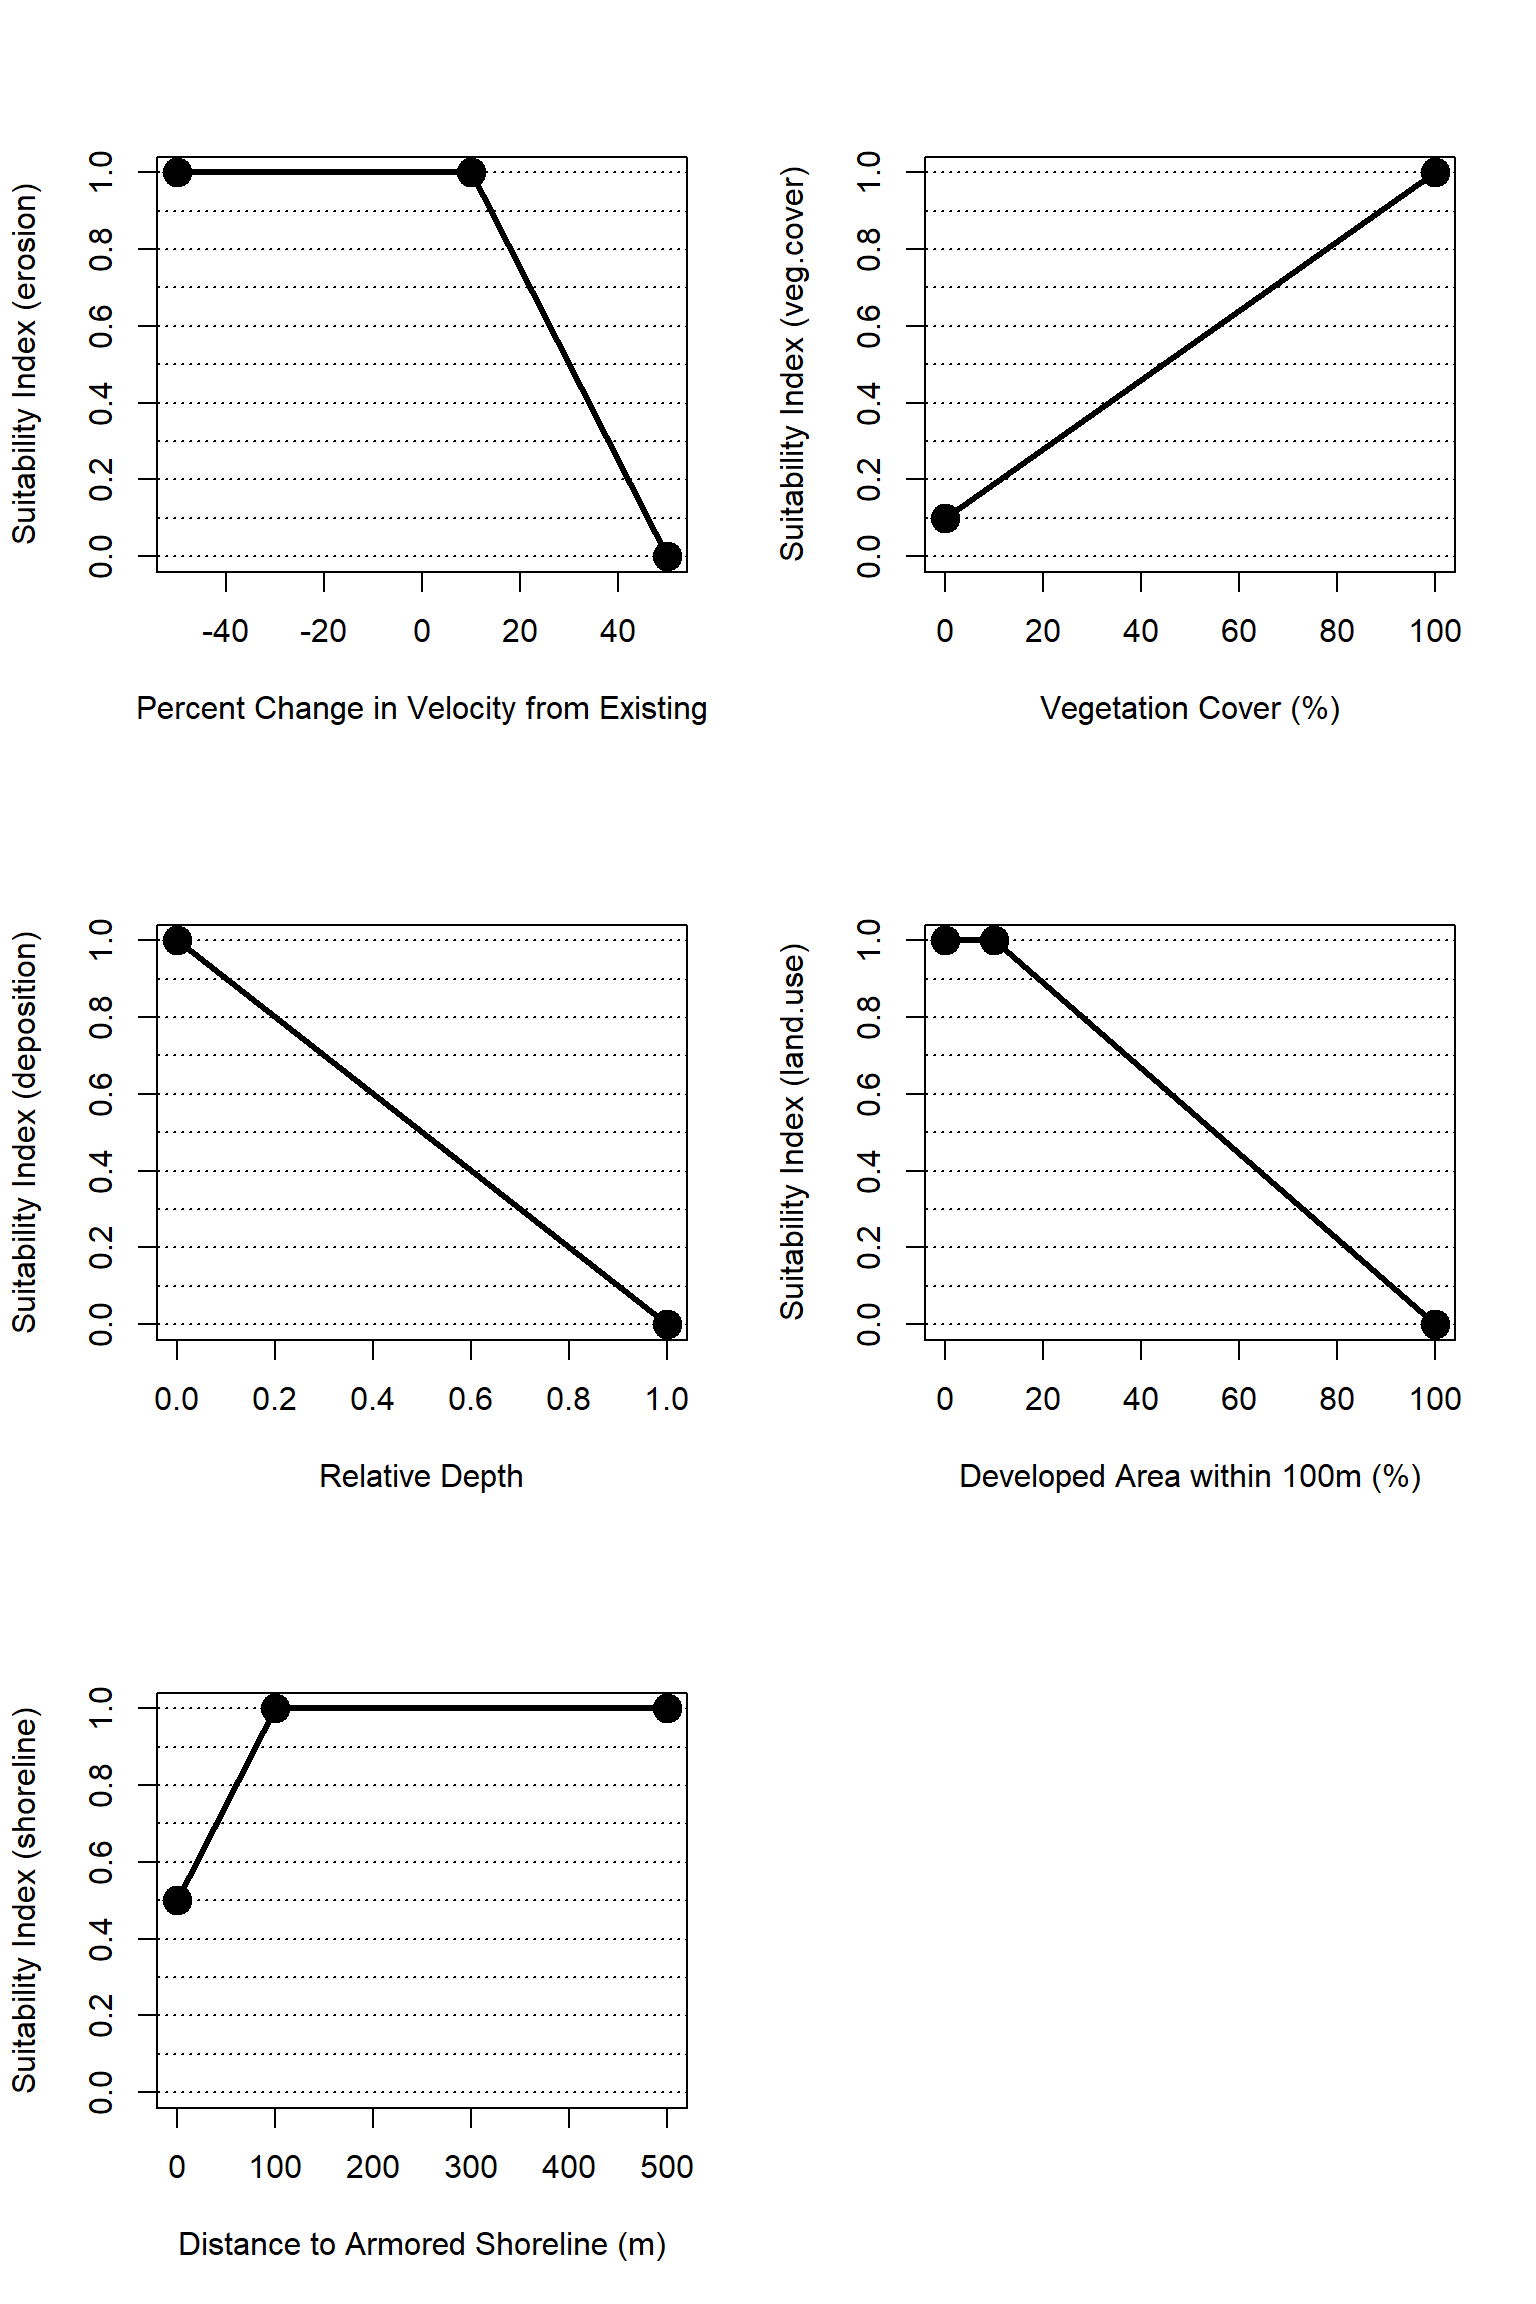 Suitability Index (erosion)
1.0
0.8
0.6
0.4
0.2
0.0
-40 -20 0 20 40
Percent Change in Velocity from Existing
Suitability Index (veg.cover)
1.0
0.8
0.6
0.4
0.2
0.0
0 20 40 60 80 100
Vegetation Cover (%)
Suitability Index (deposition)
1.0
0.8
0.6
0.4
0.2
0.0
0.0 0.2 0.4 0.6 0.8 1.0
Relative Depth
Suitability Index (land.use)
1.0
0.8
0.6
0.4
0.2
0.0
0 20 40 60 80 100
Developed Area within 100m (%)
Suitability Index (shoreline)
1.0
0.8
0.6
0.4
0.2
0.0
0 100 200 300 400 500
Distance to Armored Shoreline (m)